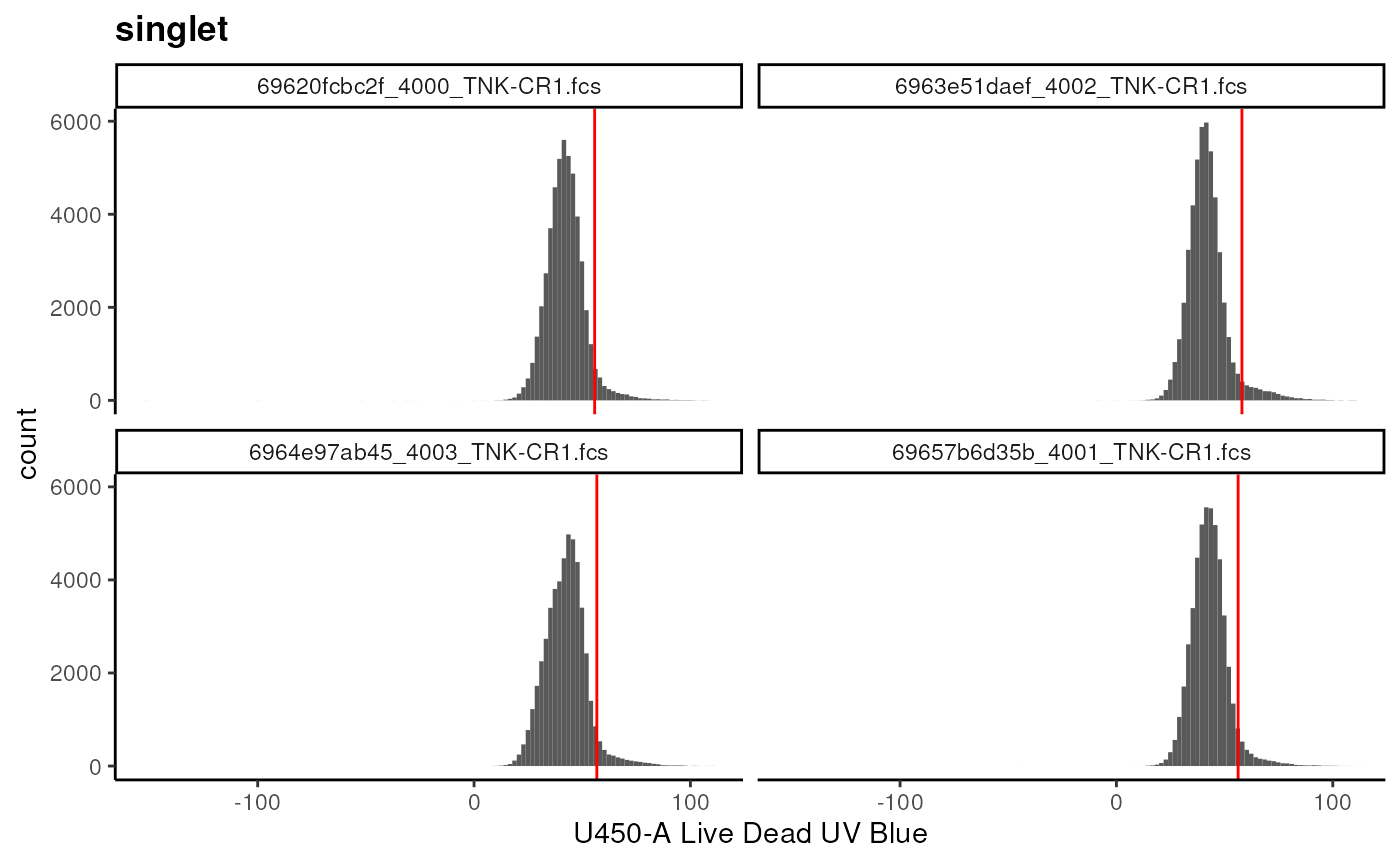 singlet
69620fcbc2f_4000_TNK-CR1.fcs
6963e51daef_4002_TNK-CR1.fcs
6000
4000
2000
0
6964e97ab45_4003_TNK-CR1.fcs
69657b6d35b_4001_TNK-CR1.fcs
6000
4000
2000
0
count
-100 0 100 -100 0 100
U450-A Live Dead UV Blue